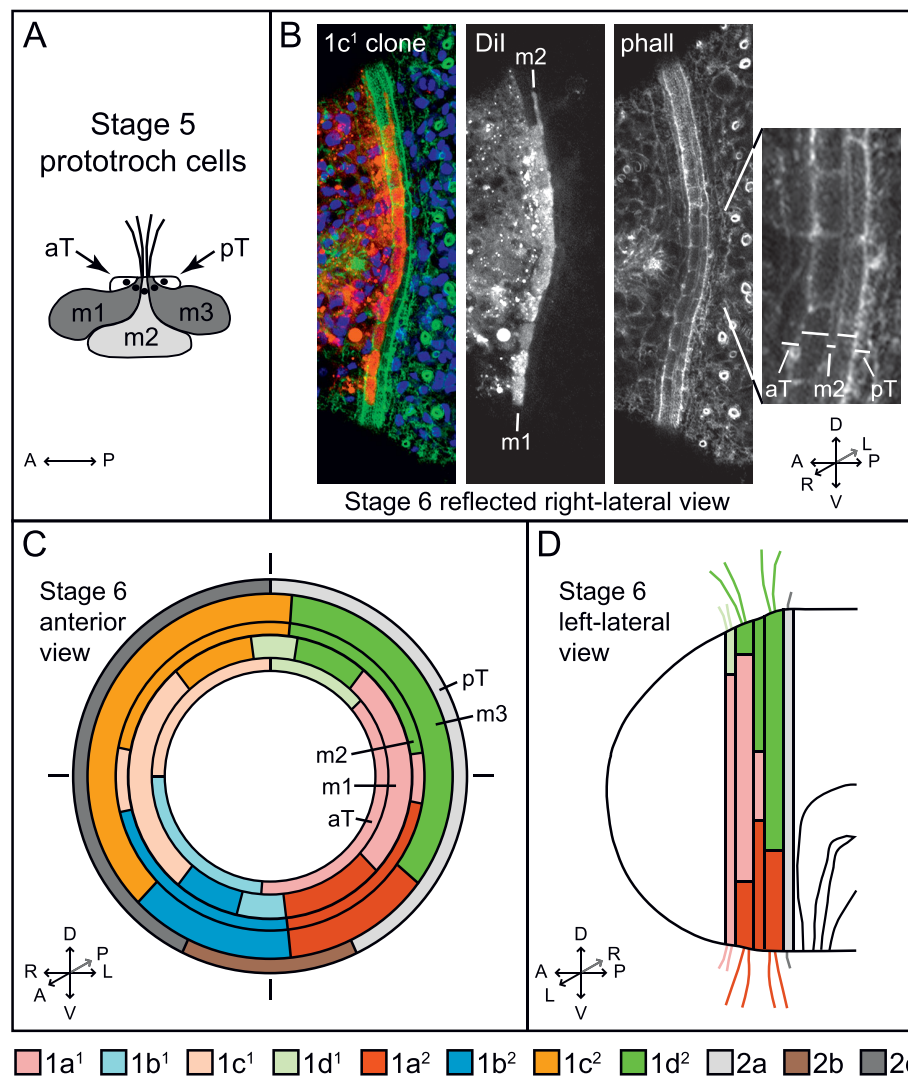 A
Stage 5
prototroch cells
aT
pT
m1
m2
m3
A P
B
1c¹ clone
DiI
phall
m2
m1
aT m2 pT
Stage 6 reflected right-lateral view
D
L
A P
R
V
C
Stage 6
anterior
view
pT
m3
m2
m1
aT
D
P
R L
A
V
D
Stage 6
left-lateral
view
D
R
A P
L
V
1a¹ 1b¹ 1c¹ 1d¹ 1a² 1b² 1c² 1d² 2a 2b